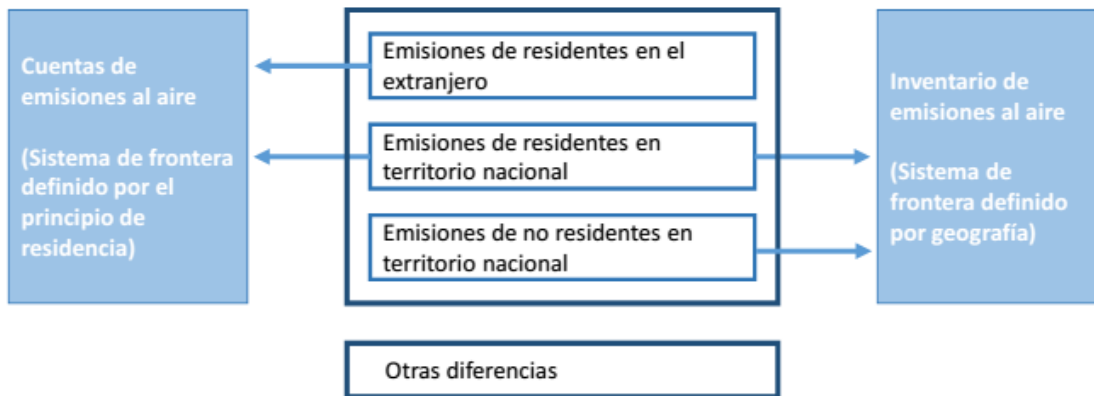 Cuentas de
emisiones al aire
(Sistema de frontera
definido por el
principio de
residencia)
Emisiones de residentes en el
extranjero
Emisiones de residentes en
territorio nacional
Emisiones de no residentes en
territorio nacional
Otras diferencias
Inventario de
emisiones al aire
(Sistema de
frontera definido
por geografía)